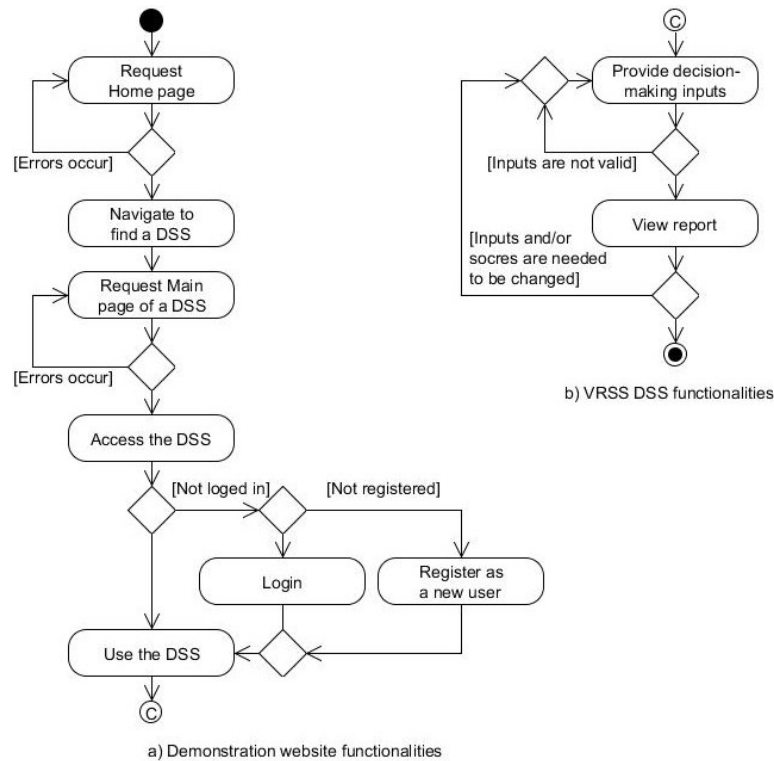 Request
Home page
[Errors occur]
Navigate to
find a DSS
Request Main
page of a DSS
[Errors occur]
Access the DSS
[Not loged in]
[Not registered]
Login
Register as
a new user
Use the DSS
C
a) Demonstration website functionalities
C
Provide decision-
making inputs
[Inputs are not valid]
View report
[Inputs and/or
socres are needed
to be changed]
b) VRSS DSS functionalities